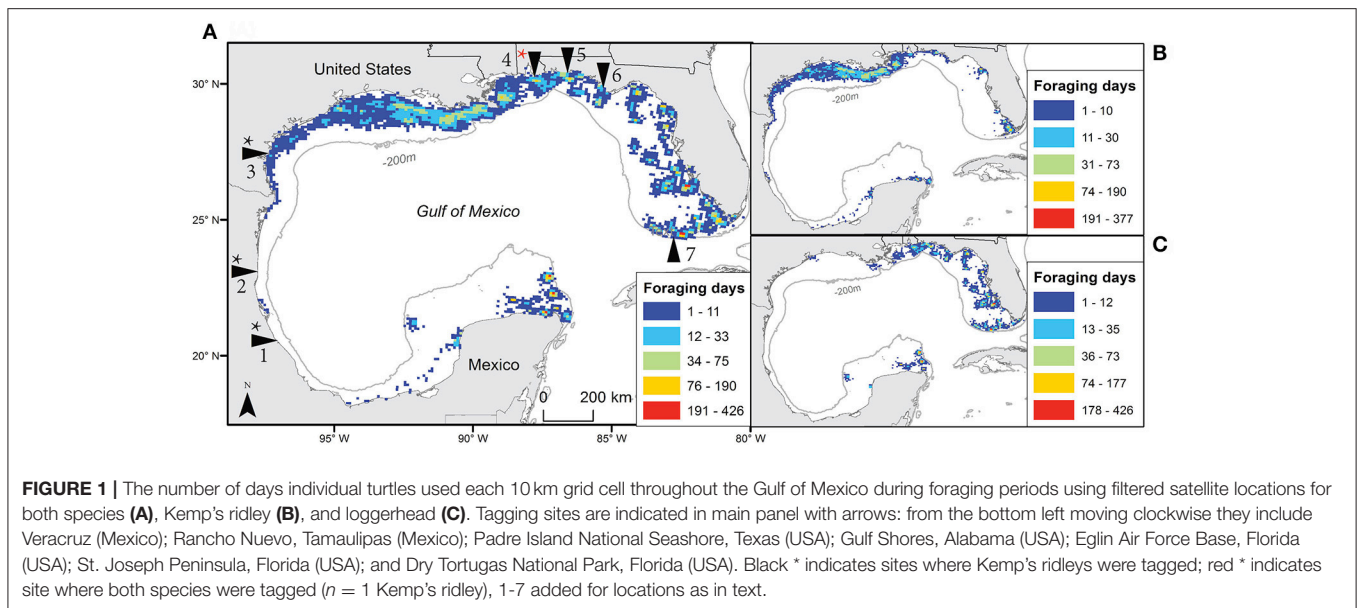 A
United States
*
4
5
6
30°N
-200m
*
3
25°N
Gulf of Mexico
*
2
7
*
1
20°N
Mexico
N
0 200 km
95°W
90°W
85°W
80°W
Foraging days
1 - 11
12 - 33
34 - 75
76 - 190
191 - 426
B
-200m
Foraging days
1 - 10
11 - 30
31 - 73
74 - 190
191 - 377
C
-200m
Foraging days
1 - 12
13 - 35
36 - 73
74 - 177
178 - 426
FIGURE 1 | The number of days individual turtles used each 10 km grid cell throughout the Gulf of Mexico during foraging periods using filtered satellite locations for
both species (A), Kemp's ridley (B), and loggerhead (C). Tagging sites are indicated in main panel with arrows: from the bottom left moving clockwise they include
Veracruz (Mexico); Rancho Nuevo, Tamaulipas (Mexico); Padre Island National Seashore, Texas (USA); Gulf Shores, Alabama (USA); Eglin Air Force Base, Florida
(USA); St. Joseph Peninsula, Florida (USA); and Dry Tortugas National Park, Florida (USA). Black * indicates sites where Kemp's ridleys were tagged; red * indicates
site where both species were tagged (n = 1 Kemp's ridley), 1-7 added for locations as in text.